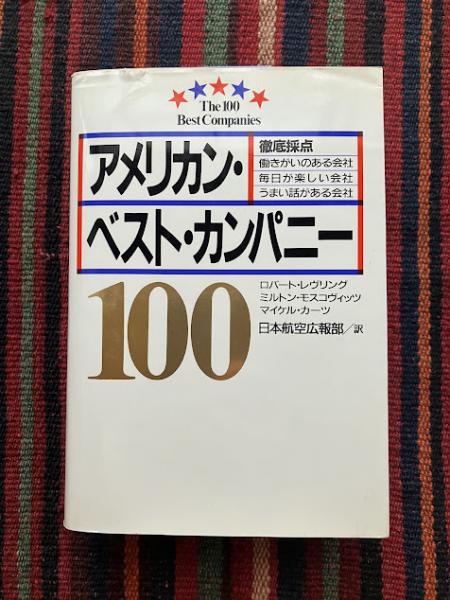 The 100
Best Companies
アメリカン・
徹底採点
働きがいのある会社
毎日が楽しい会社
うまい話がある会社
ベスト・カンパニー
100
ロバート・レヴリング
ミルトン・モスコヴィッツ
マイケル・カーツ
日本航空広報部／訳